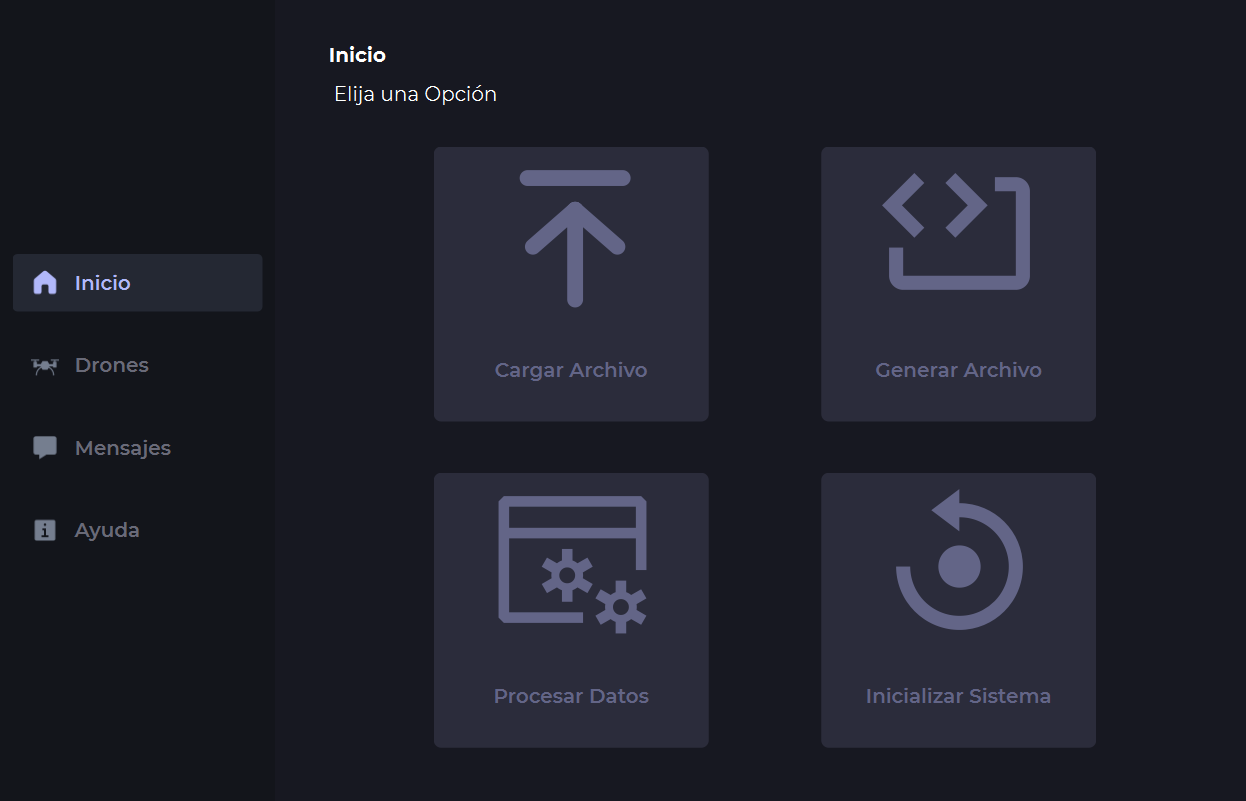 Inicio
Elija una Opción
Inicio
Drones
Mensajes
Ayuda
Cargar Archivo
Generar Archivo
Procesar Datos
Inicializar Sistema